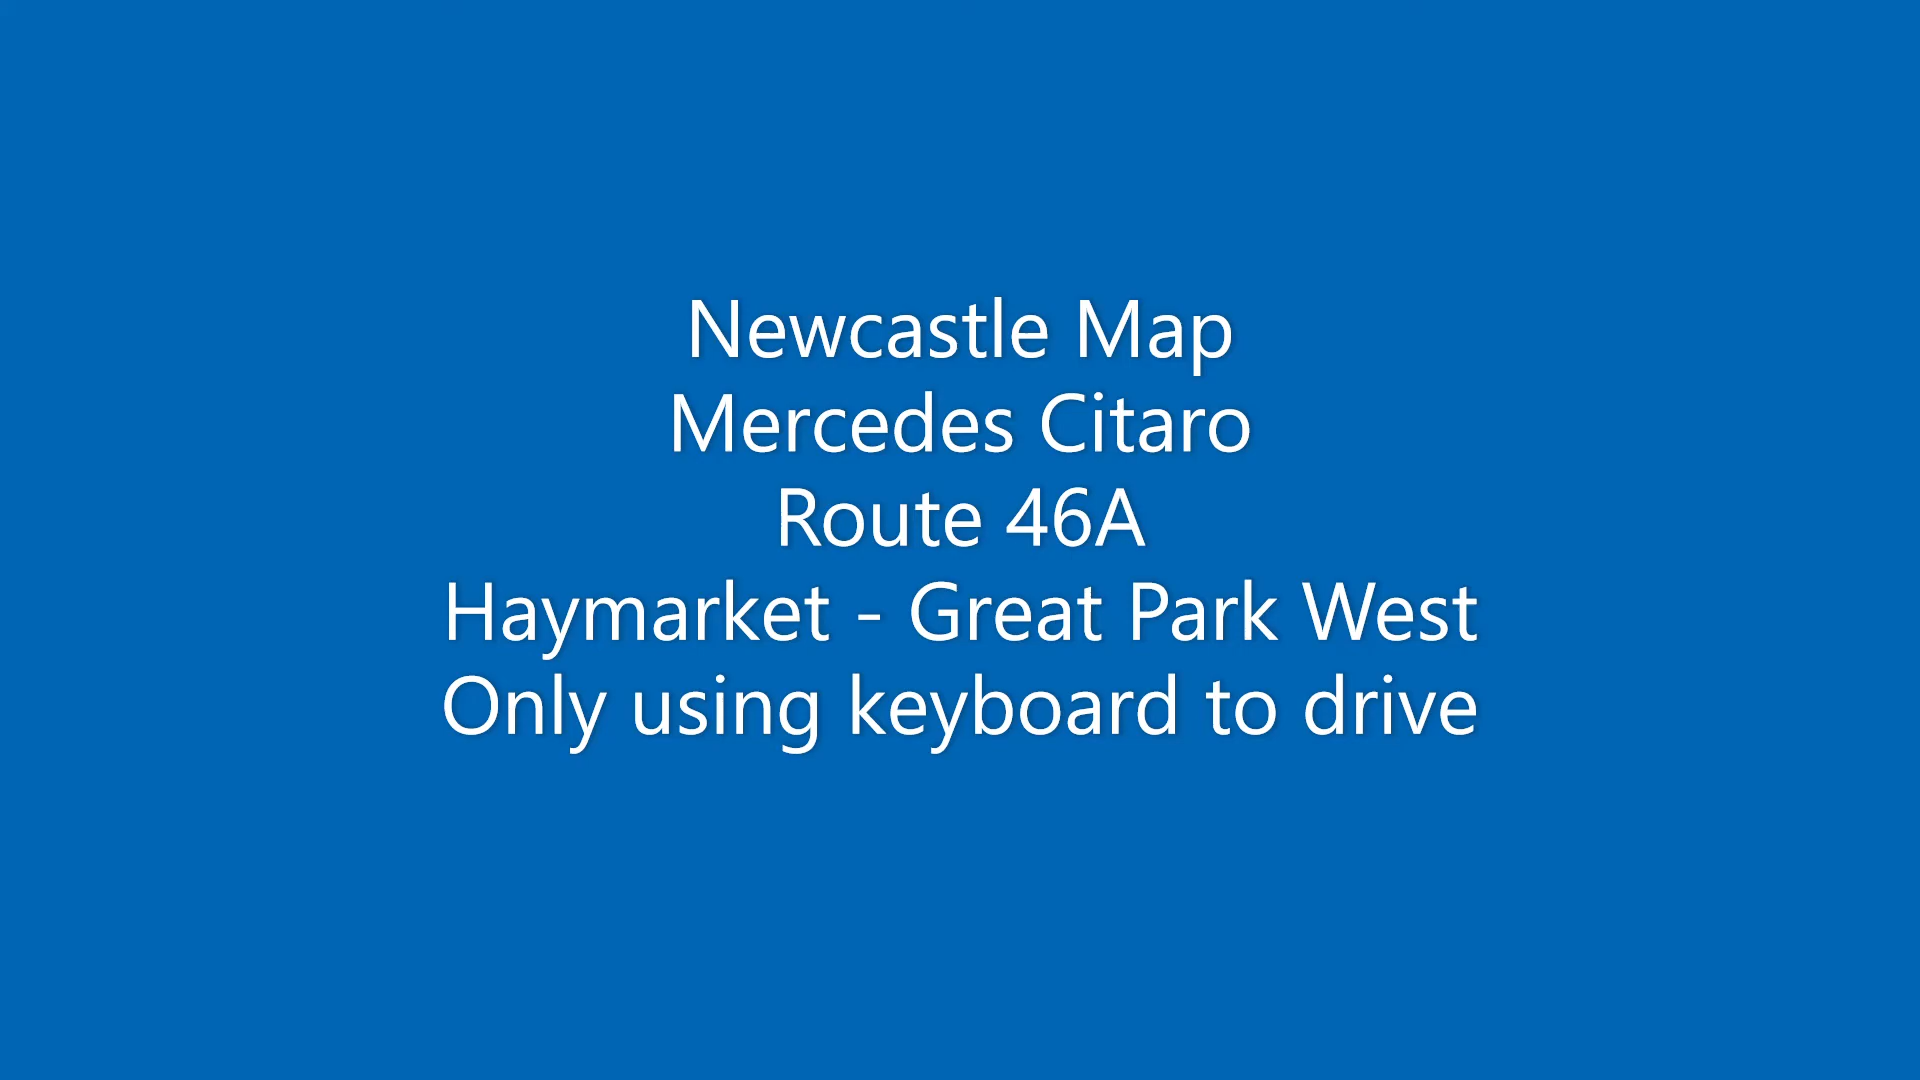 Newcastle Map
Mercedes Citaro
Route 46A
Haymarket - Great Park West
Only using keyboard to drive